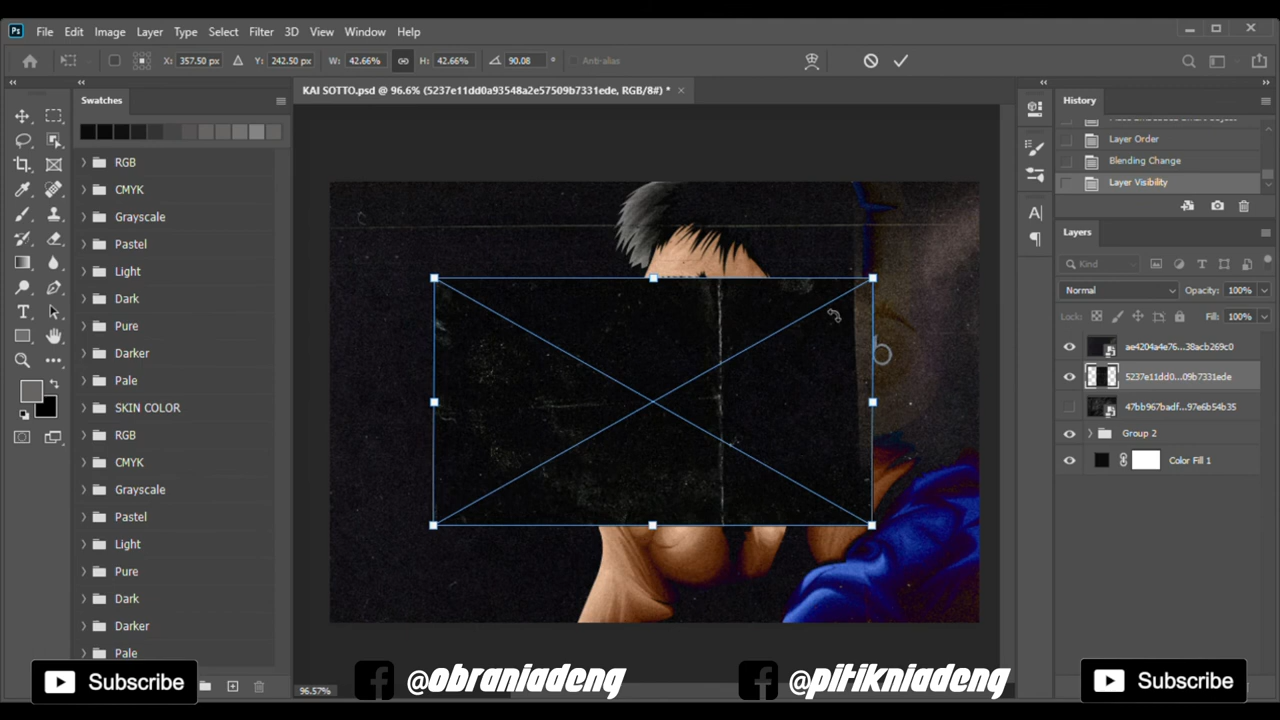 Ps File Edit Image Layer Type Select Filter 3D View Window Help
X: 357.50 px Y: 242.50 px W: 42.66% H: 42.66% 90.08 ° Anti-alias
Swatches
KAI SOTTO.psd @ 96.6% (5237e11dd0a93548a2e57509b7331ede, RGB/8#) *
History
RGB
CMYK
Grayscale
Pastel
Light
Dark
Pure
Darker
Pale
SKIN COLOR
RGB
CMYK
Grayscale
Pastel
Light
Pure
Dark
Darker
Pale
Layer Order
Blending Change
Layer Visibility
Layers
Kind
Normal Opacity: 100%
Lock: Fill: 100%
ae4204a4e76...38acb269c0
5237e11dd0...09b7331ede
47bb967badf...97e6b54b35
Group 2
Color Fill 1
96.57%
Subscribe
@obraniadeng
@pitikniadeng
Subscribe